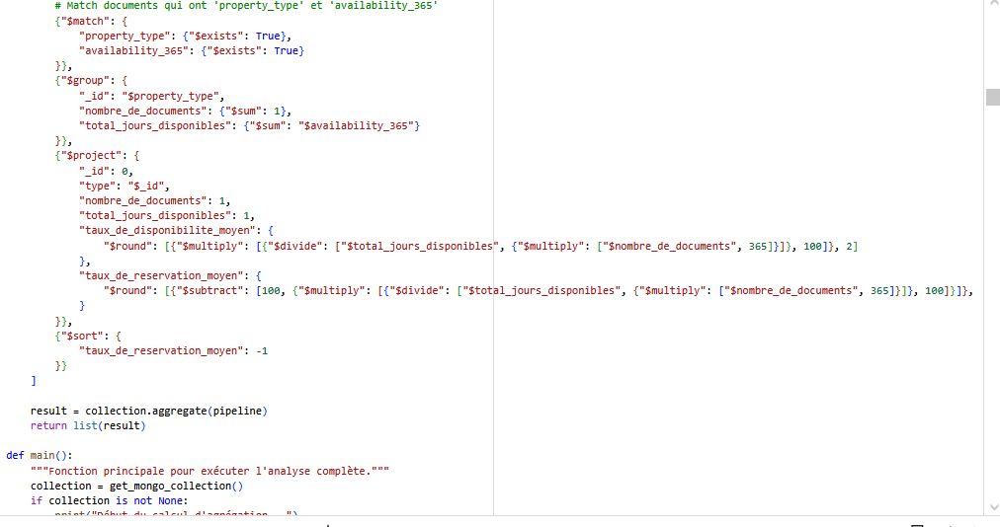 # Match documents qui ont 'property_type' et 'availability_365'
{"$match": {
"property_type": {"$exists": True},
"availability_365": {"$exists": True}
}},
{"$group": {
"_id": "$property_type",
"nombre_de_documents": {"$sum": 1},
"total_jours_disponibles": {"$sum": "$availability_365"}
}},
{"$project": {
"_id": 0,
"type": "$_id",
"nombre_de_documents": 1,
"total_jours_disponibles": 1,
"taux_de_disponibilite_moyen": {
"$round": [{"$multiply": [{"$divide": ["$total_jours_disponibles", {"$multiply": ["$nombre_de_documents", 365]}]}, 100]}, 2]
},
"taux_de_reservation_moyen": {
"$round": [{"$subtract": [100, {"$multiply": [{"$divide": ["$total_jours_disponibles", {"$multiply": ["$nombre_de_documents", 365]}]}, 100]}]},
}
}},
{"$sort": {
"taux_de_reservation_moyen": -1
}}
]
result = collection.aggregate(pipeline)
return list(result)
def main():
"""Fonction principale pour exécuter l'analyse complète."""
collection = get_mongo_collection()
if collection is not None:
print("Début du calcul d'agrégation...")